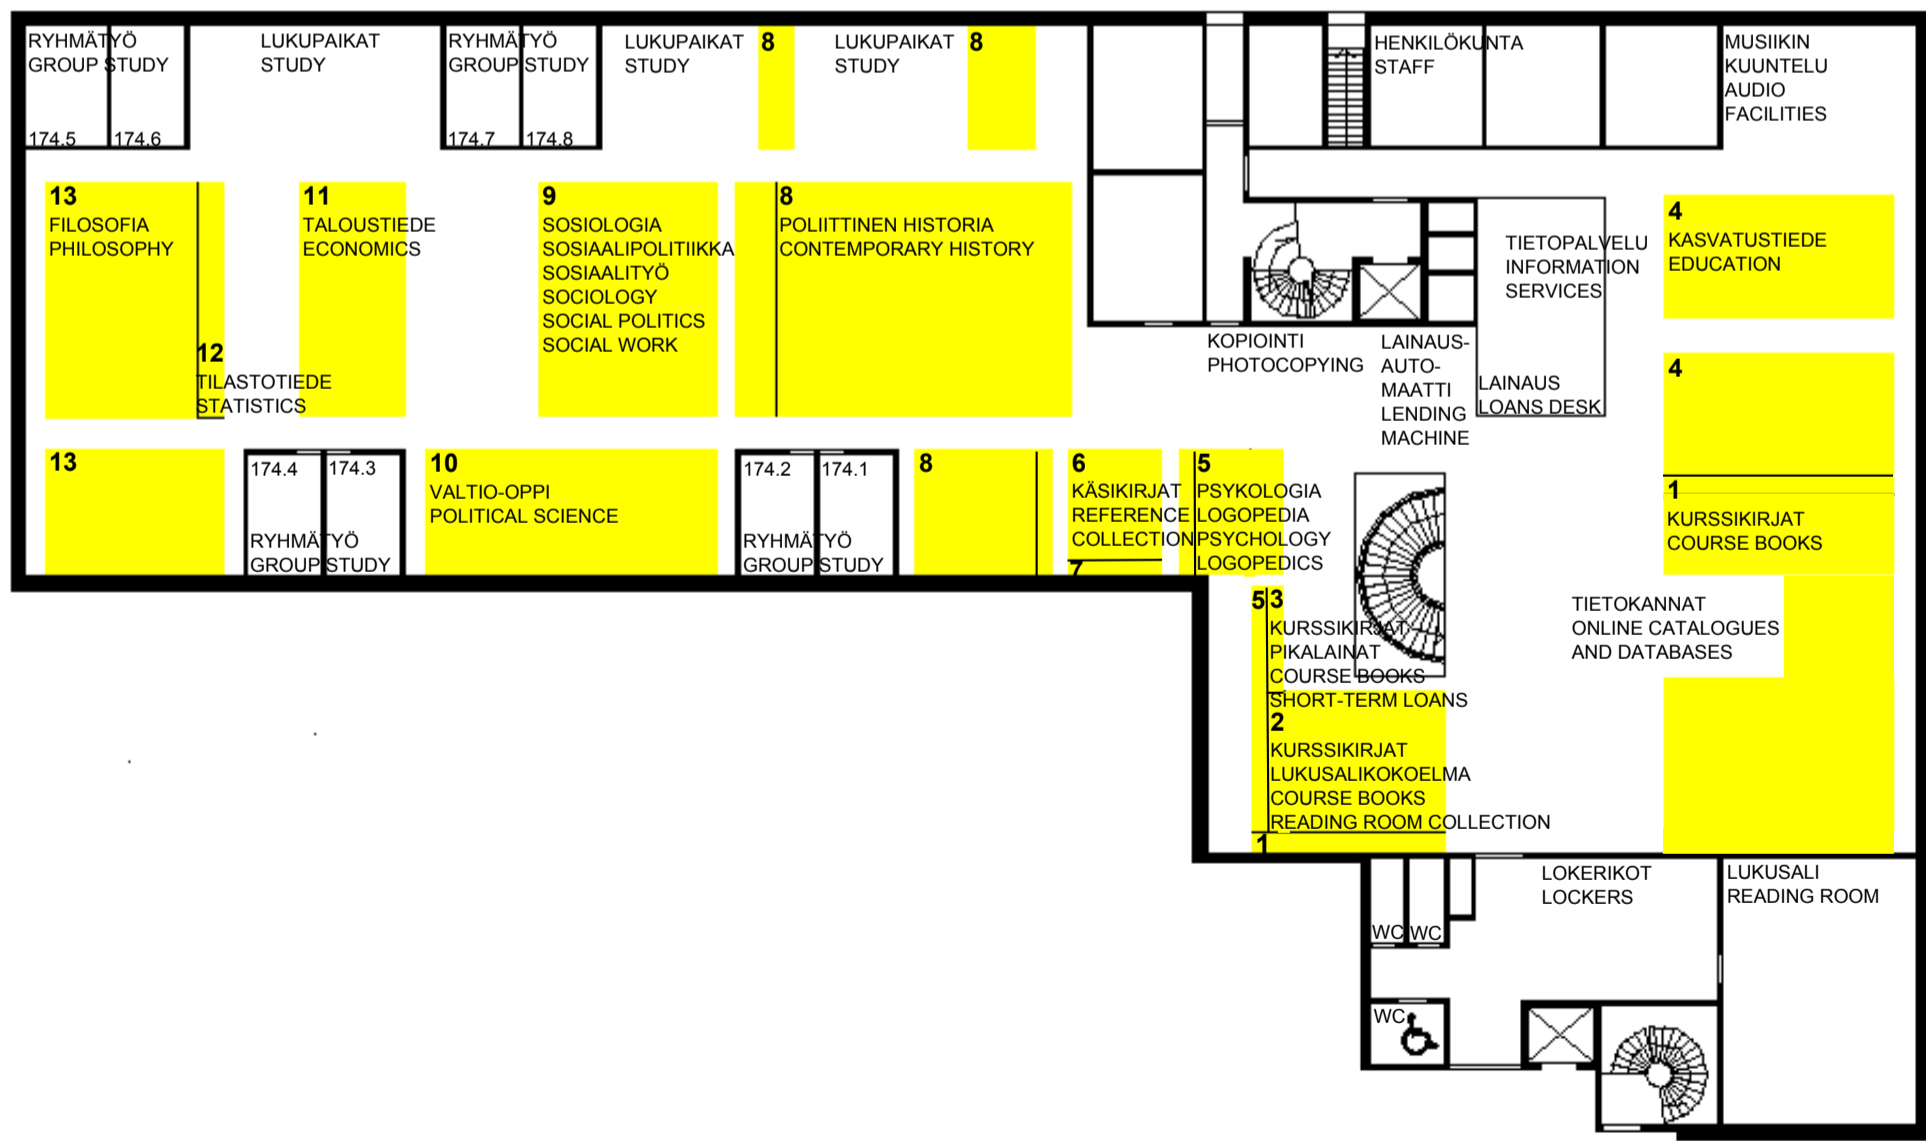 RYHMÄTYÖ
GROUP STUDY
174.5
174.6
LUKUPAIKAT
STUDY
RYHMÄTYÖ
GROUP STUDY
174.7
174.8
LUKUPAIKAT
STUDY
8
LUKUPAIKAT
STUDY
8
HENKILÖKUNTA
STAFF
MUSIIKIN
KUUNTELU
AUDIO
FACILITIES
13
FILOSOFIA
PHILOSOPHY
12
TILASTOTIEDE
STATISTICS
11
TALOUSTIEDE
ECONOMICS
9
SOSIOLOGIA
SOSIAALIPOLITIIKKA
SOSIAALITYÖ
SOCIOLOGY
SOCIAL POLITICS
SOCIAL WORK
8
POLIITTINEN HISTORIA
CONTEMPORARY HISTORY
KOPIOINTI
PHOTOCOPYING
LAINAUS-
AUTO-
MAATTI
LENDING
MACHINE
TIETOPALVELU
INFORMATION
SERVICES
LAINAUS
LOANS DESK
4
KASVATUSTIEDE
EDUCATION
4
1
KURSSIKIRJAT
COURSE BOOKS
13
174.4
174.3
RYHMÄTYÖ
GROUP STUDY
10
VALTIO-OPPI
POLITICAL SCIENCE
174.2
174.1
RYHMÄTYÖ
GROUP STUDY
8
6
KÄSIKIRJAT
REFERENCE
COLLECTION
7
5
PSYKOLOGIA
LOGOPEDIA
PSYCHOLOGY
LOGOPEDICS
5
3
KURSSIKIRJAT
PIKALAINAT
COURSE BOOKS
SHORT-TERM LOANS
2
KURSSIKIRJAT
LUKUSALIKOKOELMA
COURSE BOOKS
READING ROOM COLLECTION
1
TIETOKANNAT
ONLINE CATALOGUES
AND DATABASES
LOKERIKOT
LOCKERS
LUKUSALI
READING ROOM
WC
WC
WC